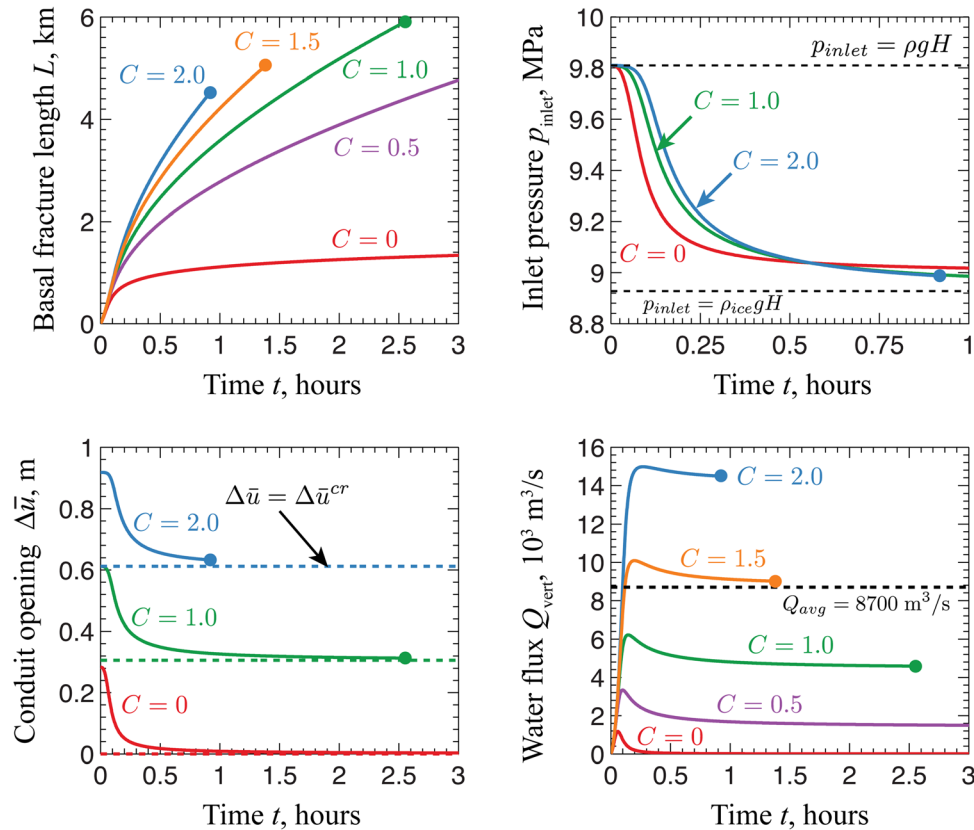 Basal fracture length L, km
6
4
2
0
C = 2.0
C = 1.5
C = 1.0
C = 0.5
C = 0
0 0.5 1 1.5 2 2.5 3
Time t, hours
Inlet pressure p_inlet, MPa
10
9.8
9.6
9.4
9.2
9
8.8
p_inlet = ρgH
C = 1.0
C = 2.0
C = 0
p_inlet = ρ_ice gH
0 0.25 0.5 0.75 1
Time t, hours
Conduit opening Δū, m
1
0.8
0.6
0.4
0.2
0
Δū = Δū^cr
C = 2.0
C = 1.0
C = 0
0 0.5 1 1.5 2 2.5 3
Time t, hours
Water flux Q_vert, 10³ m³/s
16
14
12
10
8
6
4
2
0
C = 2.0
C = 1.5
Q_avg = 8700 m³/s
C = 1.0
C = 0.5
C = 0
0 0.5 1 1.5 2 2.5 3
Time t, hours